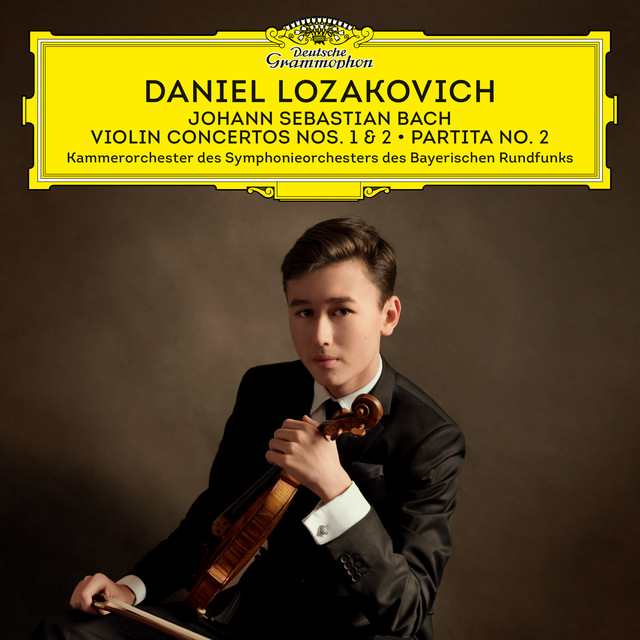 Deutsche
Grammophon
DANIEL LOZAKOVICH
JOHANN SEBASTIAN BACH
VIOLIN CONCERTOS NOS. 1 & 2 • PARTITA NO. 2
Kammerorchester des Symphonieorchesters des Bayerischen Rundfunks